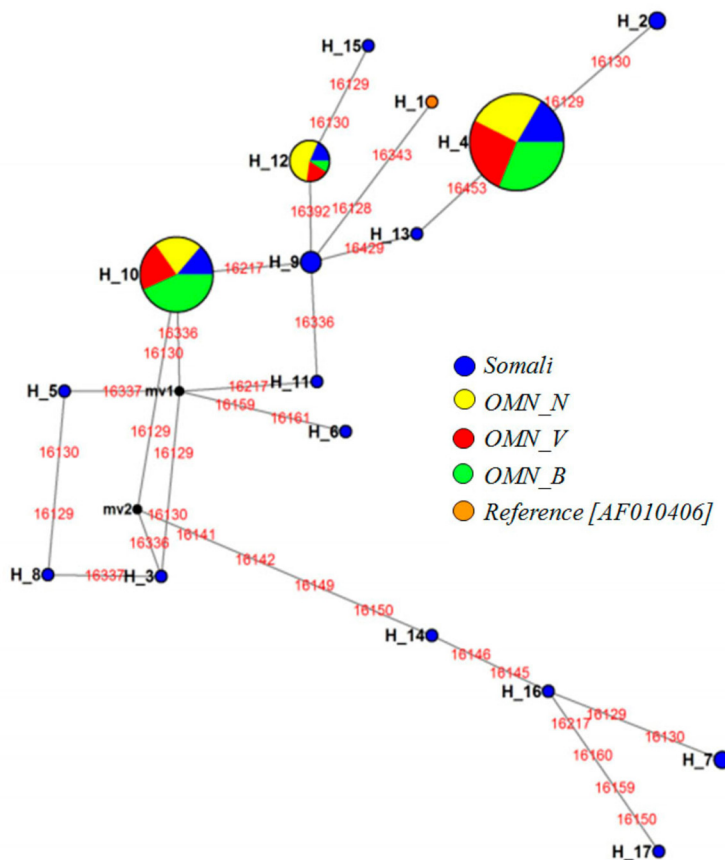 H_2
H_15
16130
16129
H_1
16129
16130
H_4
H_12
16343
16453
16392
16128
H_13
16429
H_9
16217
H_10
16336
16336
16130
Somali
H_11
16217
mv1
16337
H_5
16159
OMN_N
16161
H_6
16129
16129
OMN_V
16130
OMN_B
16129
mv2
16130
Reference [AF010406]
16141
16336
16142
H_8
16337
H_3
16149
16150
H_14
16146
16145
H_16
16129
16217
16130
16160
H_7
16159
16150
H_17